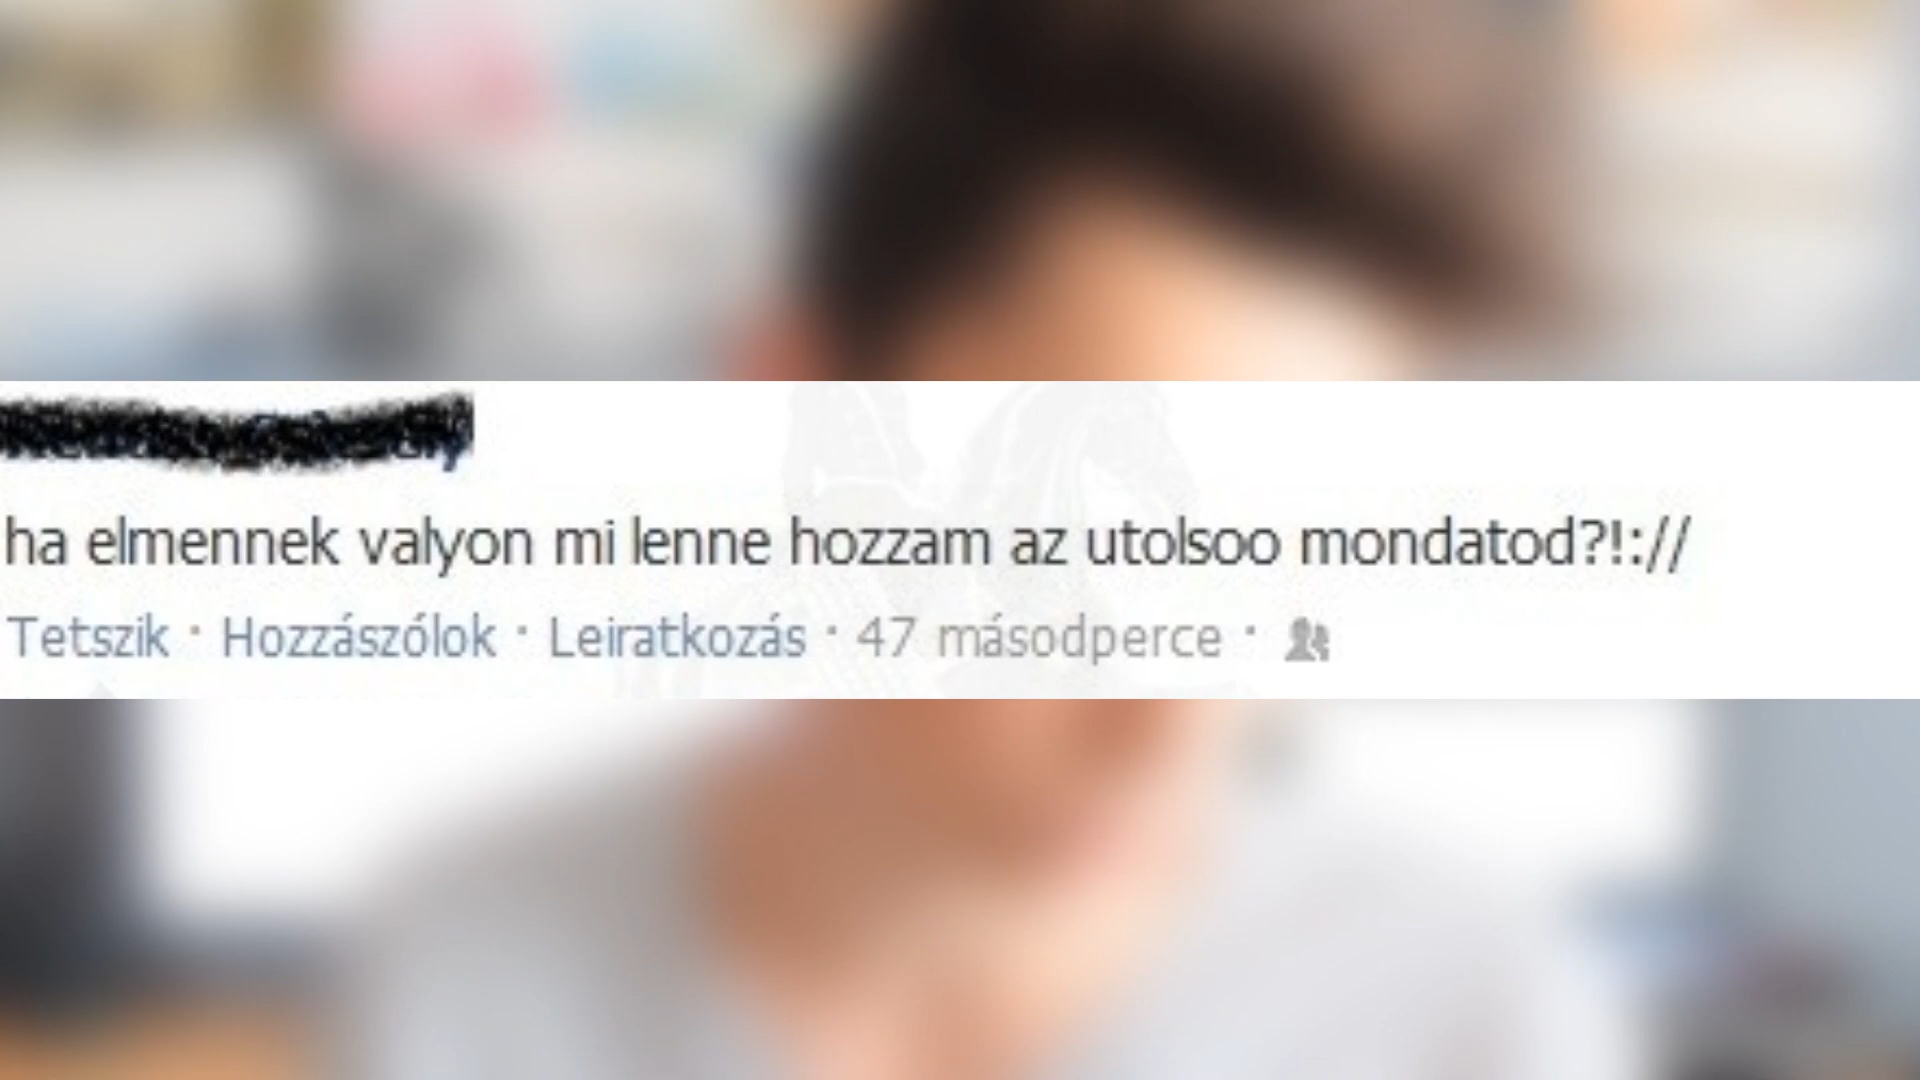 ha elmennek valyon mi lenne hozzam az utolsoo mondatod?!://
Tetszik · Hozzászólok · Leiratkozás · 47 másodperce ·